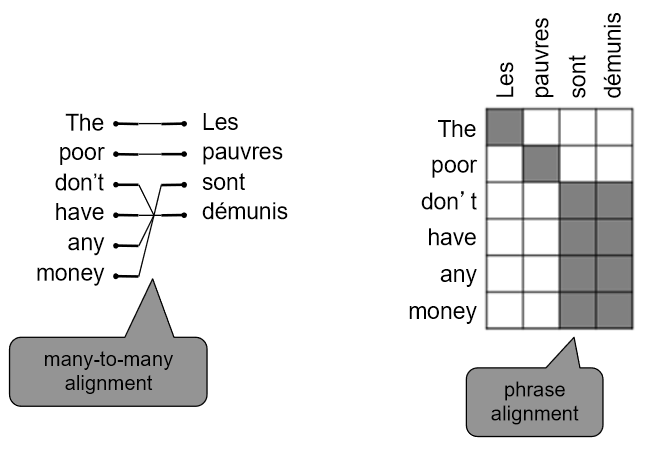 The
Les
poor
pauvres
don't
sont
have
démunis
any
money
many-to-many
alignment
Les
pauvres
sont
démunis
The
poor
don't
have
any
money
phrase
alignment